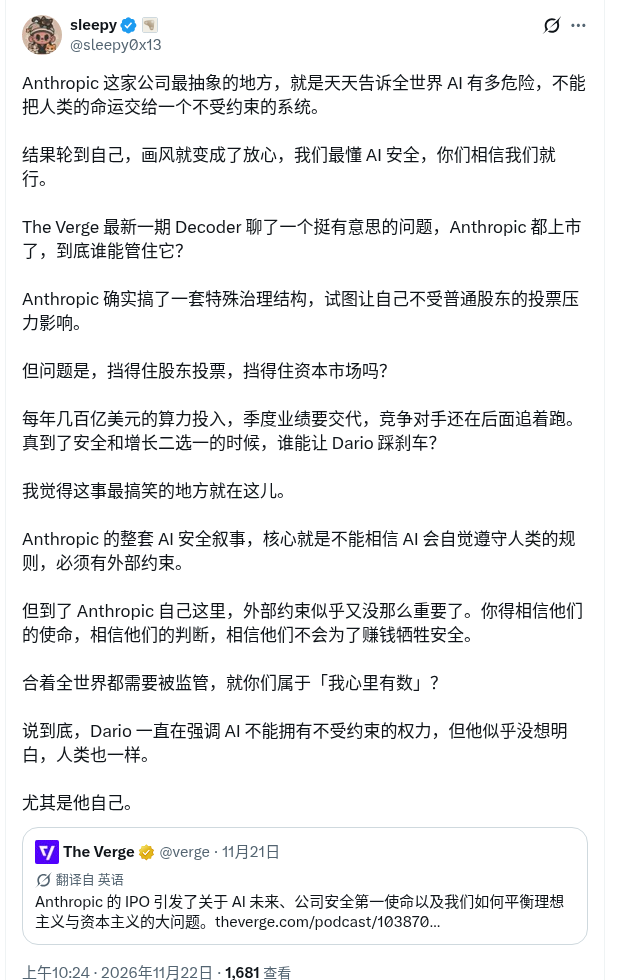 sleepy
@sleepy0x13
Anthropic 这家公司最抽象的地方，就是天天告诉全世界 AI 有多危险，不能
把人类的命运交给一个不受约束的系统。
结果轮到自己，画风就变成了放心，我们最懂 AI 安全，你们相信我们就
行。
The Verge 最新一期 Decoder 聊了一个挺有意思的问题，Anthropic 都上市
了，到底谁能管住它？
Anthropic 确实搞了一套特殊治理结构，试图让自己不受普通股东的投票压
力影响。
但问题是，挡得住股东投票，挡得住资本市场吗？
每年几百亿美元的算力投入，季度业绩要交代，竞争对手还在后面追着跑。
真到了安全和增长二选一的时候，谁能让 Dario 踩刹车？
我觉得这事最搞笑的地方就在这儿。
Anthropic 的整套 AI 安全叙事，核心就是不能相信 AI 会自觉遵守人类的规
则，必须有外部约束。
但到了 Anthropic 自己这里，外部约束似乎又没那么重要了。你得相信他们
的使命，相信他们的判断，相信他们不会为了赚钱牺牲安全。
合着全世界都需要被监管，就你们属于「我心里有数」？
说到底，Dario 一直在强调 AI 不能拥有不受约束的权力，但他似乎没想明
白，人类也一样。
尤其是他自己。
The Verge @verge · 11月21日
翻译自 英语
Anthropic 的 IPO 引发了关于 AI 未来、公司安全第一使命以及我们如何平衡理想
主义与资本主义的大问题。theverge.com/podcast/103870...
上午10:24 · 2026年11月22日 · 1,681 查看